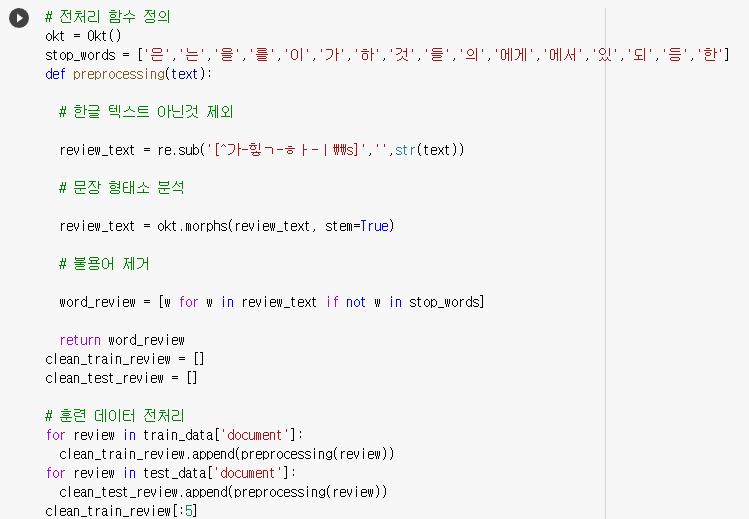 # 전처리 함수 정의
okt = Okt()
stop_words = ['은','는','을','를','이','가','하','것','들','의','에게','에서','있','되','등','한']
def preprocessing(text):
# 한글 텍스트 아닌것 제외
review_text = re.sub('[^가-힣ㄱ-ㅎㅏ-ㅣ₩₩s]','',str(text))
# 문장 형태소 분석
review_text = okt.morphs(review_text, stem=True)
# 불용어 제거
word_review = [w for w in review_text if not w in stop_words]
return word_review
clean_train_review = []
clean_test_review = []
# 훈련 데이터 전처리
for review in train_data['document']:
clean_train_review.append(preprocessing(review))
for review in test_data['document']:
clean_test_review.append(preprocessing(review))
clean_train_review[:5]